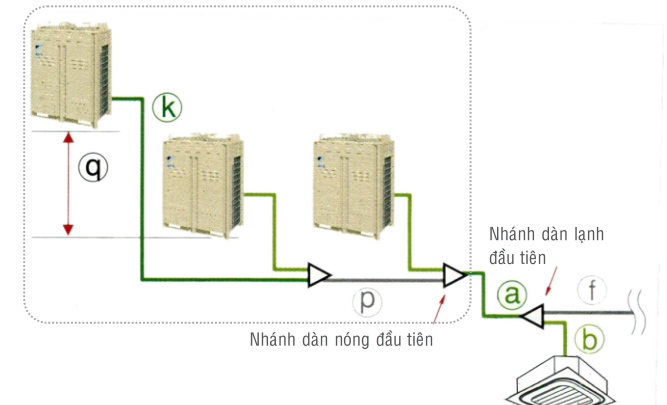 k
q
Nhánh dàn lạnh
đầu tiên
p
a
f
Nhánh dàn nóng đầu tiên
b